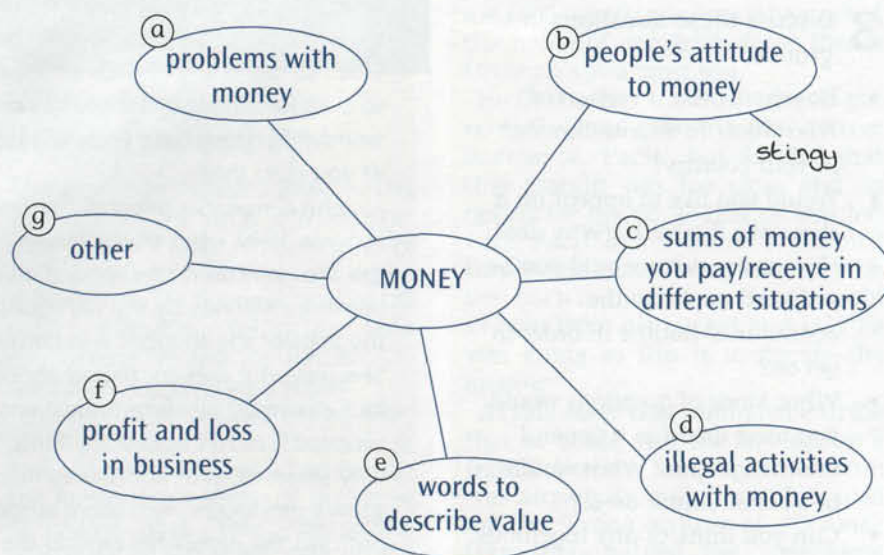 a
problems with
money
b
people's attitude
to money
stingy
g
other
MONEY
c
sums of money
you pay/receive in
different situations
f
profit and loss
in business
e
words to
describe value
d
illegal activities
with money